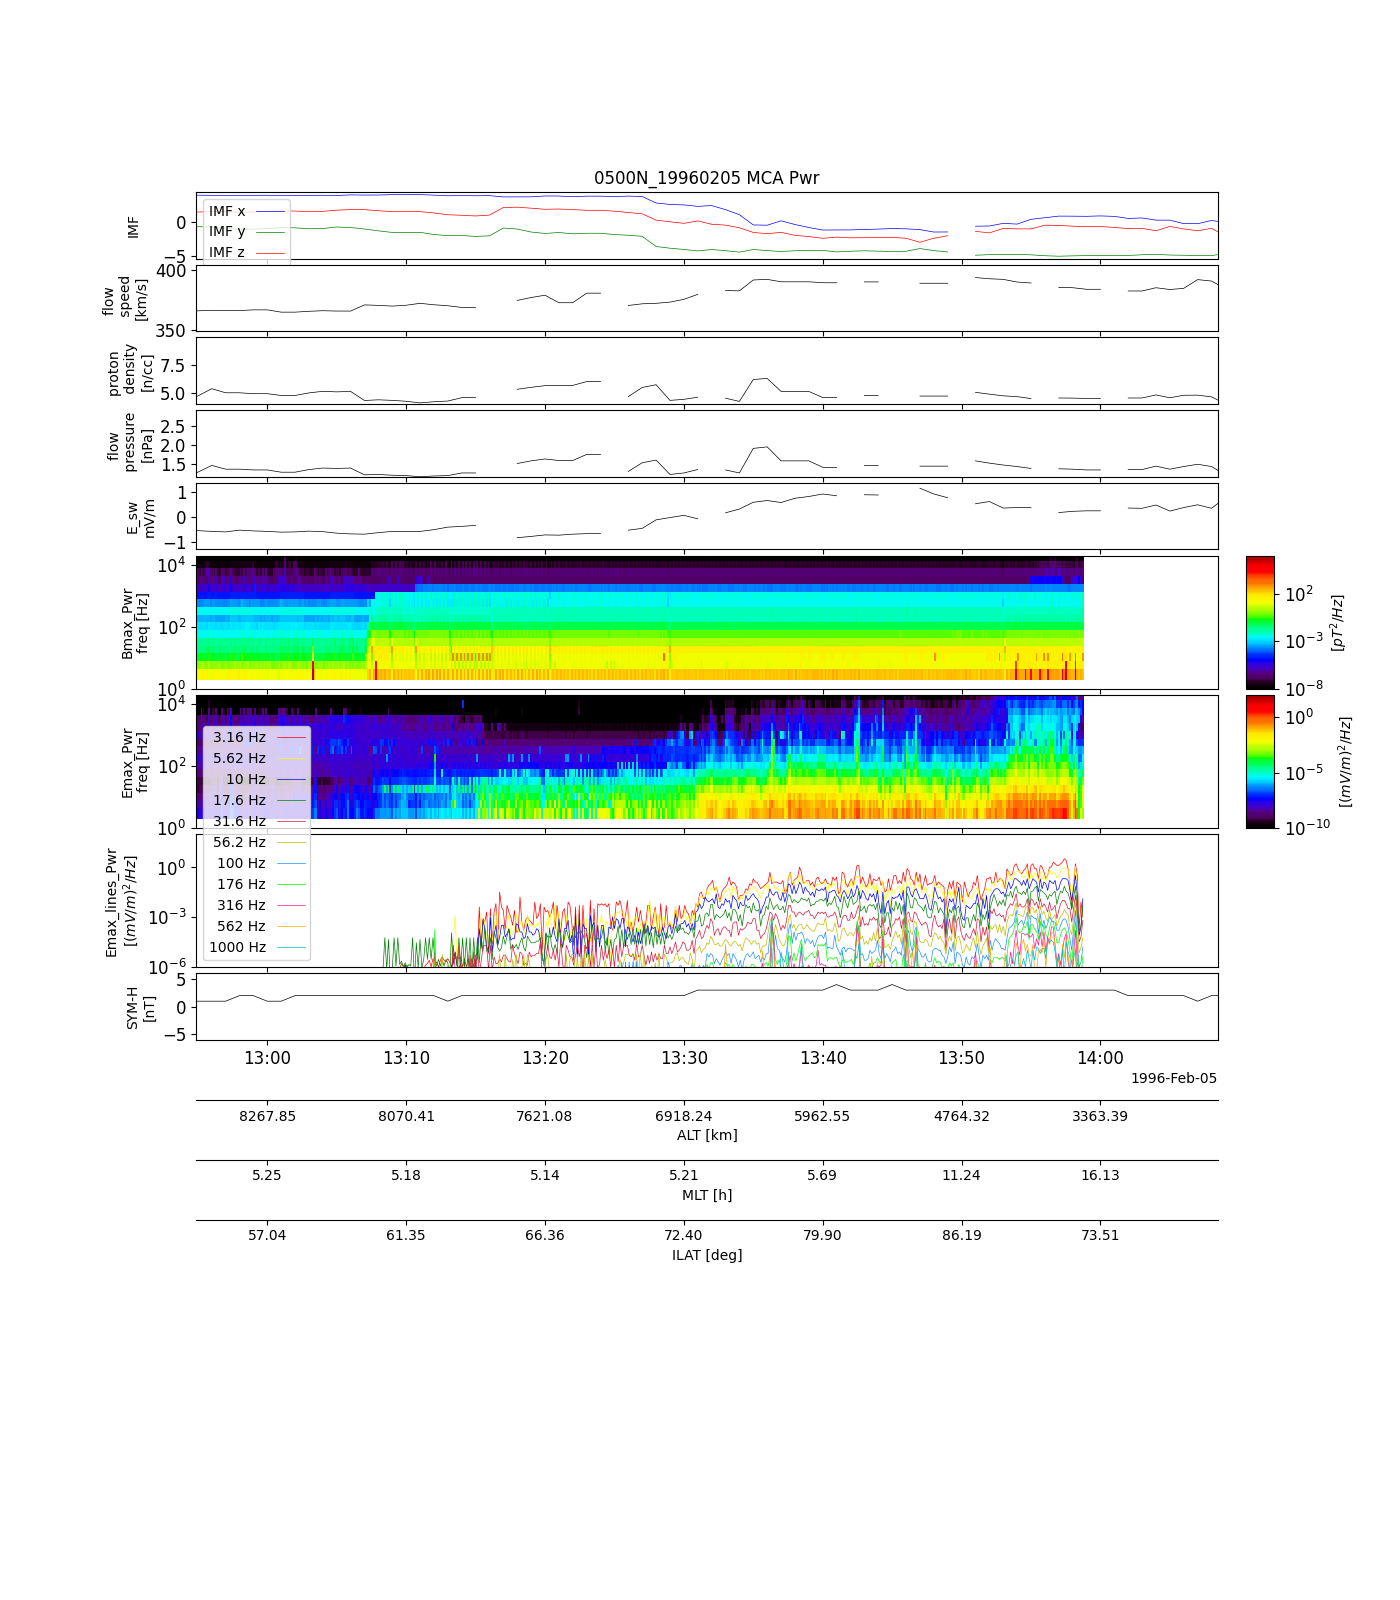 0500N_19960205 MCA Pwr
IMF
0
−5
IMF x
IMF y
IMF z
flow
speed
[km/s]
400
350
proton
density
[n/cc]
7.5
5.0
flow
pressure
[nPa]
2.5
2.0
1.5
E_sw
mV/m
1
0
−1
Bmax_Pwr
freq [Hz]
10^4
10^2
10^0
10^2
10^−3
10^−8
[pT^2/Hz]
Emax_Pwr
freq [Hz]
10^4
10^2
10^0
10^0
10^−5
10^−10
[(mV/m)^2/Hz]
3.16 Hz
5.62 Hz
10 Hz
17.6 Hz
31.6 Hz
56.2 Hz
100 Hz
176 Hz
316 Hz
562 Hz
1000 Hz
Emax_lines_Pwr
[(mV/m)^2/Hz]
10^0
10^−3
10^−6
SYM-H
[nT]
5
0
−5
13:00 13:10 13:20 13:30 13:40 13:50 14:00
1996-Feb-05
8267.85 8070.41 7621.08 6918.24 5962.55 4764.32 3363.39
ALT [km]
5.25 5.18 5.14 5.21 5.69 11.24 16.13
MLT [h]
57.04 61.35 66.36 72.40 79.90 86.19 73.51
ILAT [deg]